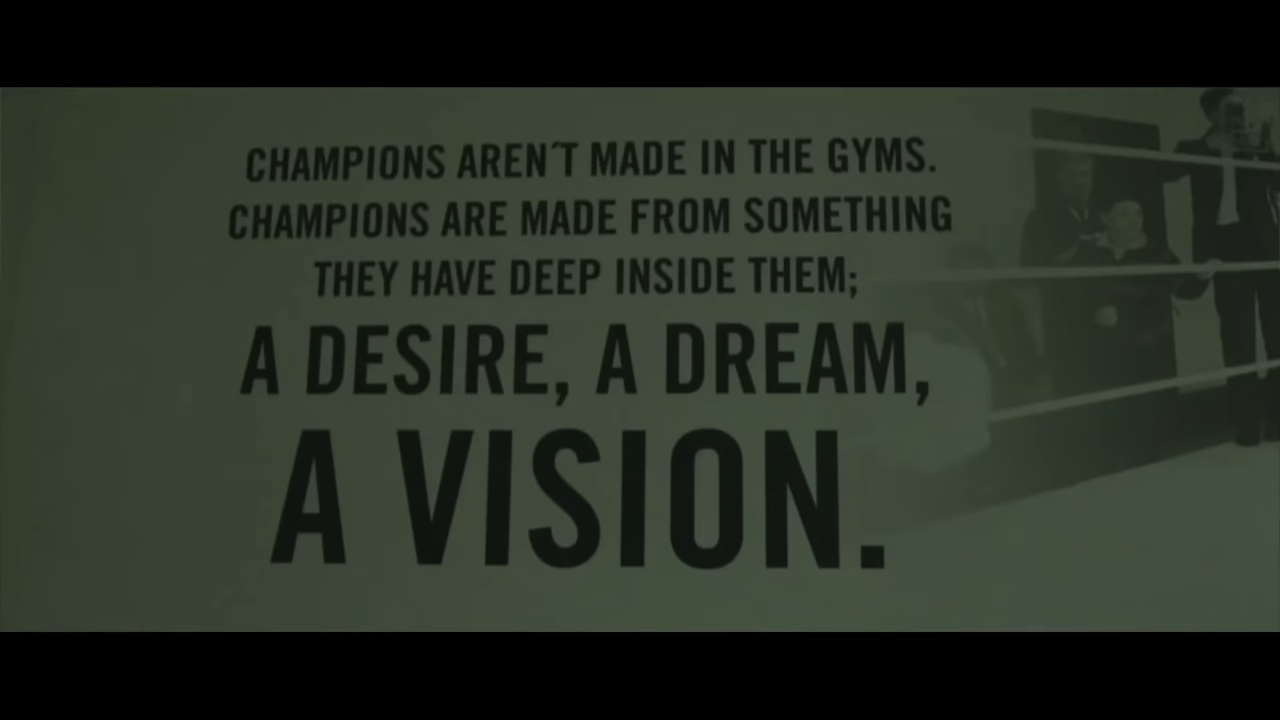 CHAMPIONS AREN´T MADE IN THE GYMS.
CHAMPIONS ARE MADE FROM SOMETHING
THEY HAVE DEEP INSIDE THEM;
A DESIRE, A DREAM,
A VISION.